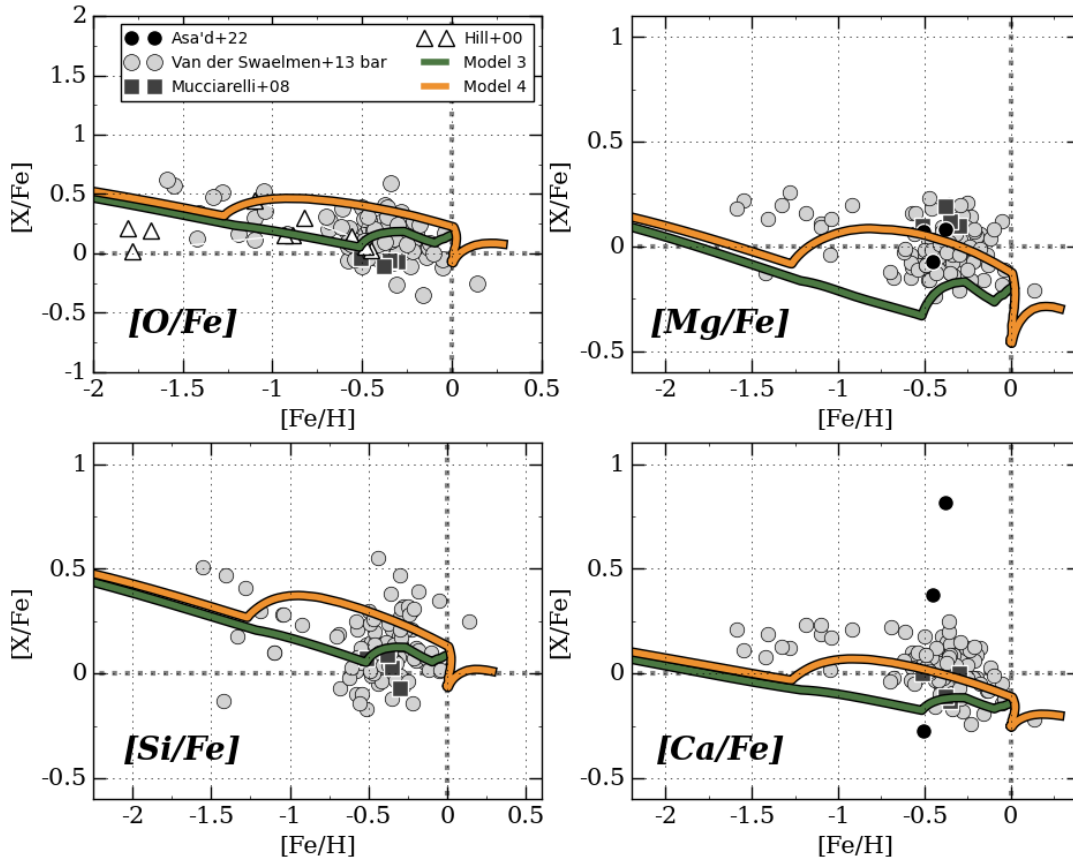 Asa'd+22
Van der Swaelmen+13 bar
Mucciarelli+08
Hill+00
Model 3
Model 4
2
1.5
1
0.5
0
-0.5
-1
[X/Fe]
[O/Fe]
-2 -1.5 -1 -0.5 0 0.5
[Fe/H]
1
0.5
0
-0.5
[X/Fe]
[Mg/Fe]
-2 -1.5 -1 -0.5 0
[Fe/H]
1
0.5
0
-0.5
[X/Fe]
[Si/Fe]
-2 -1.5 -1 -0.5 0
[Fe/H]
1
0.5
0
-0.5
[X/Fe]
[Ca/Fe]
-2 -1.5 -1 -0.5 0
[Fe/H]